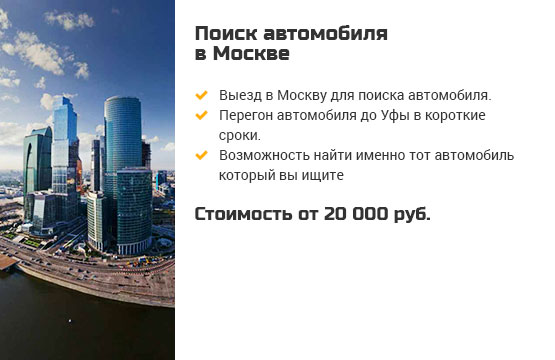 Поиск автомобиля
в Москве
Выезд в Москву для поиска автомобиля.
Перегон автомобиля до Уфы в короткие
сроки.
Возможность найти именно тот автомобиль
который вы ищите
Стоимость от 20 000 руб.